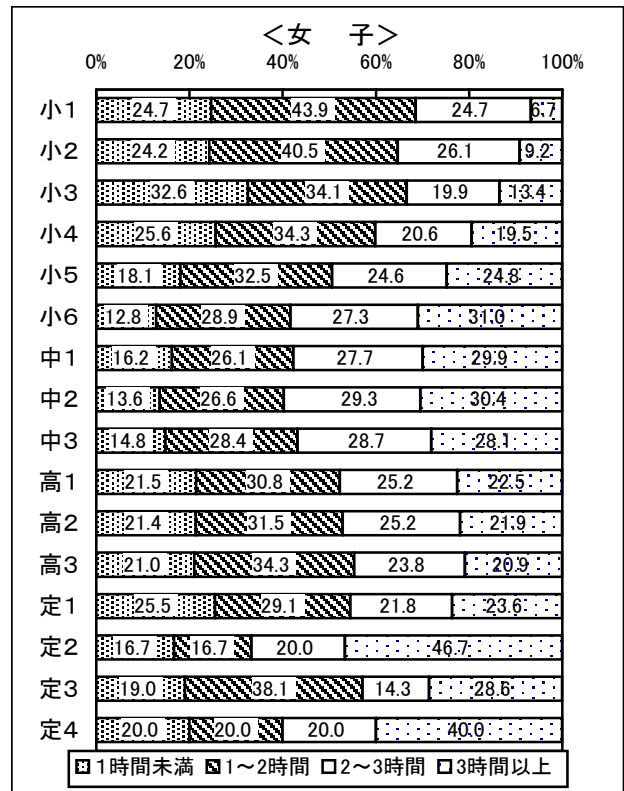 ＜女　子＞
0% 20% 40% 60% 80% 100%
小1 24.7 43.9 24.7 6.7
小2 24.2 40.5 26.1 9.2
小3 32.6 34.1 19.9 13.4
小4 25.6 34.3 20.6 19.5
小5 18.1 32.5 24.6 24.8
小6 12.8 28.9 27.3 31.0
中1 16.2 26.1 27.7 29.9
中2 13.6 26.6 29.3 30.4
中3 14.8 28.4 28.7 28.1
高1 21.5 30.8 25.2 22.5
高2 21.4 31.5 25.2 21.9
高3 21.0 34.3 23.8 20.9
定1 25.5 29.1 21.8 23.6
定2 16.7 16.7 20.0 46.7
定3 19.0 38.1 14.3 28.6
定4 20.0 20.0 20.0 40.0
1時間未満 1～2時間 2～3時間 3時間以上